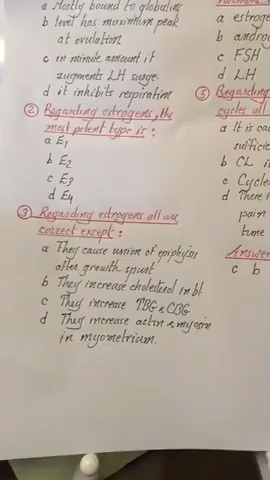 a Mostly bound to globulins
b level has maximum peak
at ovulation
c in minute amount it
augments LH surge
d it inhibits respiration
② Regarding estrogens, the
most potent type is:
a E1
b E2
c E3
d E4
③ Regarding estrogens all are
correct except:
a They cause union of epiphysis
after growth spurt
b They increase cholesterol in bl
c They increase TBG & CBG
d They increase actin & myosin
in myometrium.
a estroge
b andro
c FSH
d LH
⑤ Regarding
cycles all
a It is ca
sufficie
b CL i
c Cycle
d There i
pain
time
Answer
c b